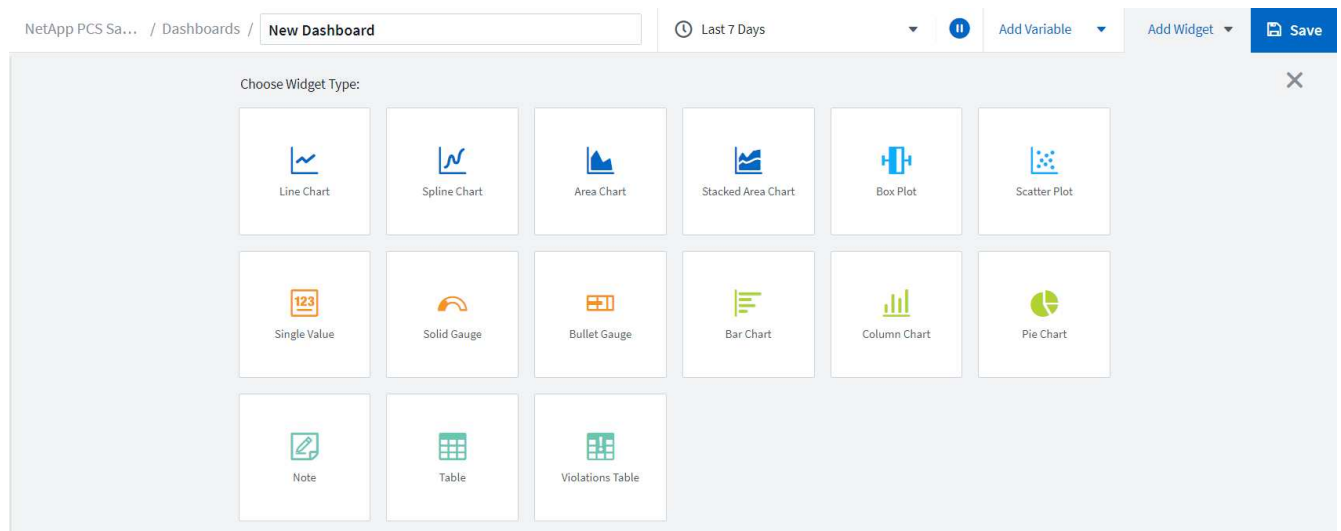 NetApp PCS Sa... / Dashboards / New Dashboard Last 7 Days Add Variable Add Widget Save
Choose Widget Type:
Line Chart Spline Chart Area Chart Stacked Area Chart Box Plot Scatter Plot
123
Single Value Solid Gauge Bullet Gauge Bar Chart Column Chart Pie Chart
Note Table Violations Table